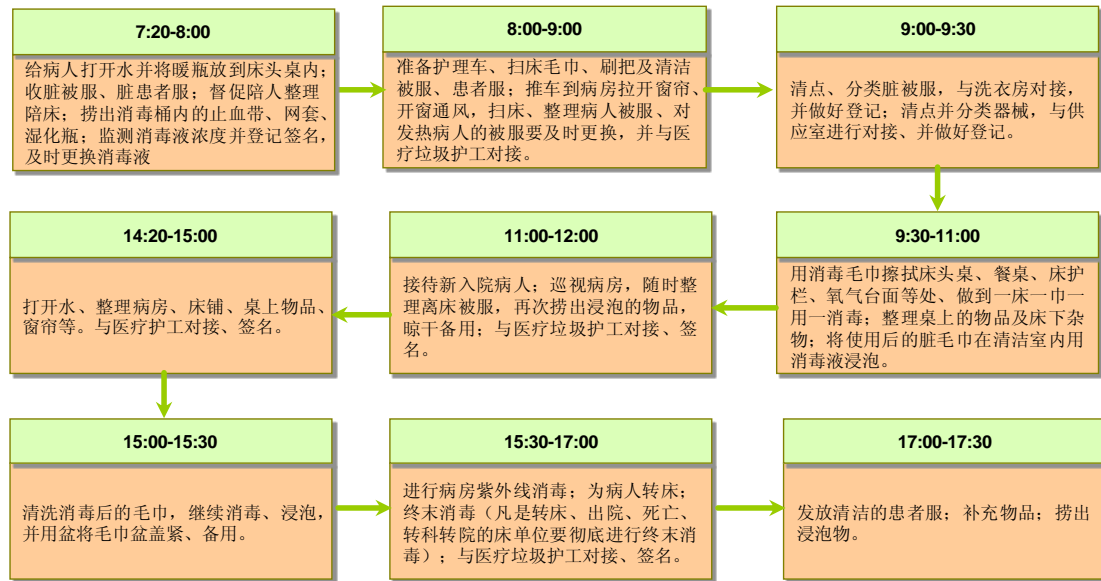 7:20-8:00
给病人打开水并将暖瓶放到床头桌内；
收脏被服、脏患者服；督促陪人整理
陪床；捞出消毒桶内的止血带、网套、
湿化瓶；监测消毒液浓度并登记签名，
及时更换消毒液
8:00-9:00
准备护理车、扫床毛巾、刷把及清洁
被服、患者服；推车到病房拉开窗帘、
开窗通风，扫床、整理病人被服、对
发热病人的被服要及时更换，并与医
疗垃圾护工对接。
9:00-9:30
清点、分类脏被服，与洗衣房对接，
并做好登记；清点并分类器械，与供
应室进行对接、并做好登记。
9:30-11:00
用消毒毛巾擦拭床头桌、餐桌、床护
栏、氧气台面等处、做到一床一巾一
用一消毒；整理桌上的物品及床下杂
物；将使用后的脏毛巾在清洁室内用
消毒液浸泡。
11:00-12:00
接待新入院病人；巡视病房，随时整
理离床被服，再次捞出浸泡的物品，
晾干备用；与医疗垃圾护工对接、签
名。
14:20-15:00
打开水、整理病房、床铺、桌上物品、
窗帘等。与医疗护工对接、签名。
15:00-15:30
清洗消毒后的毛巾，继续消毒、浸泡，
并用盆将毛巾盆盖紧、备用。
15:30-17:00
进行病房紫外线消毒；为病人转床；
终末消毒（凡是转床、出院、死亡、
转科转院的床单位要彻底进行终末消
毒）；与医疗垃圾护工对接、签名。
17:00-17:30
发放清洁的患者服；补充物品；捞出
浸泡物。